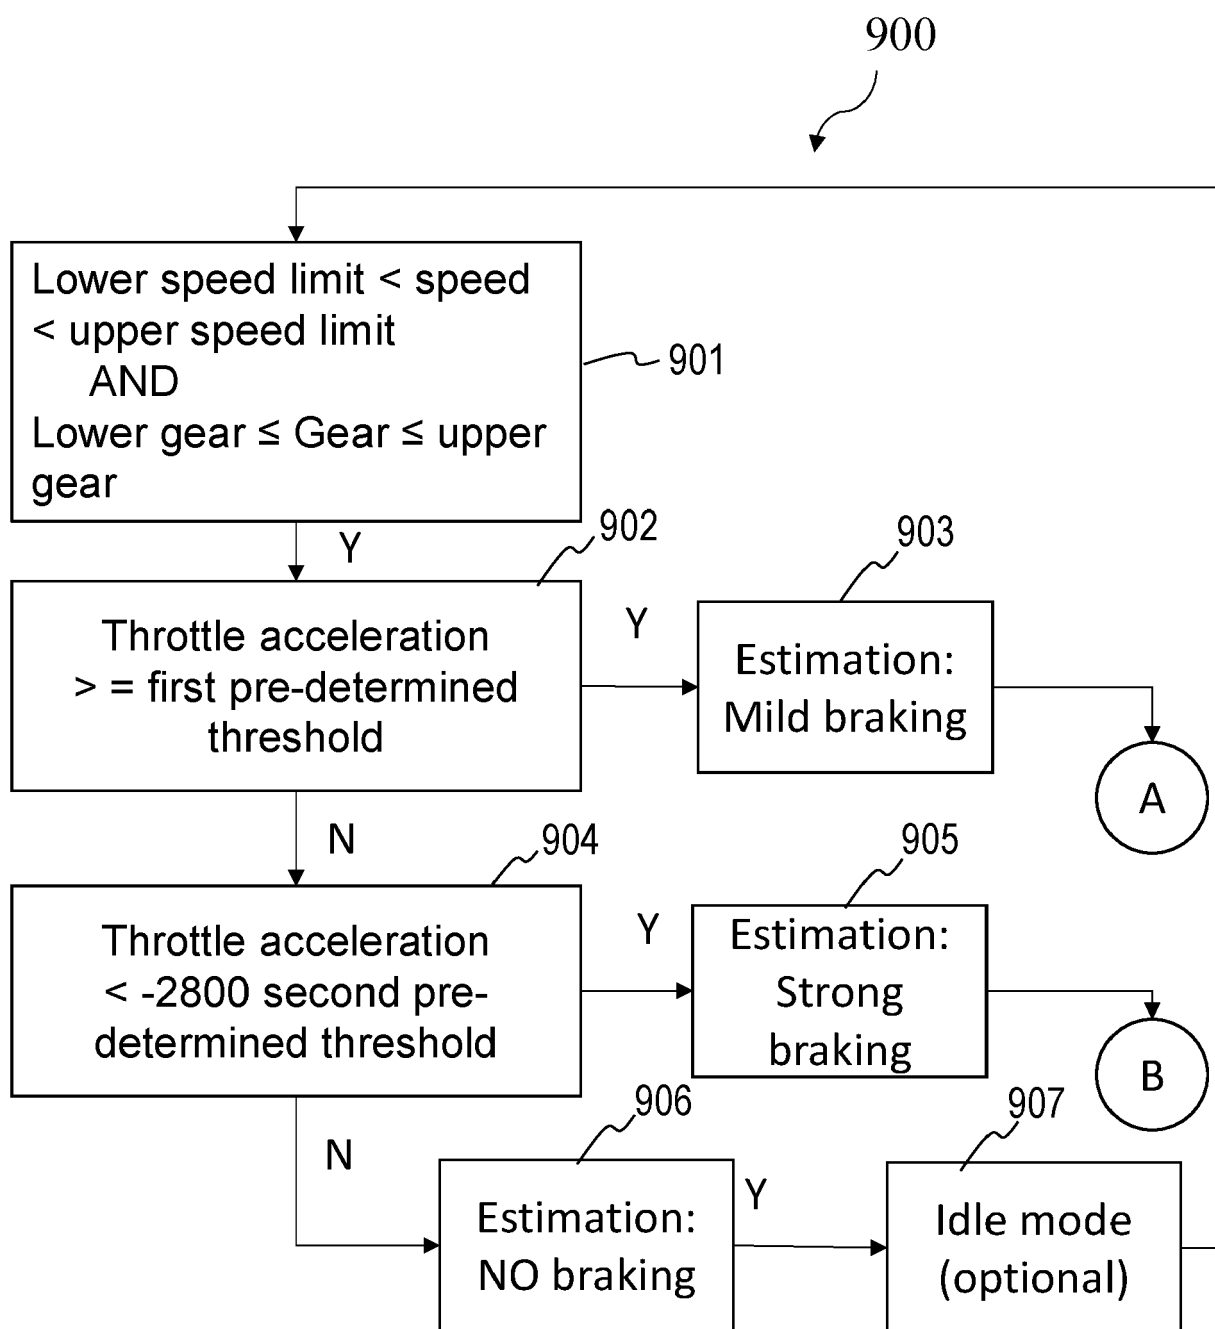 900
Lower speed limit < speed
< upper speed limit
AND
Lower gear ≤ Gear ≤ upper
gear
901
Y
902
Throttle acceleration
> = first pre-determined
threshold
Y
903
Estimation:
Mild braking
A
N
904
Throttle acceleration
< -2800 second pre-
determined threshold
Y
905
Estimation:
Strong
braking
B
N
906
Estimation:
NO braking
Y
907
Idle mode
(optional)